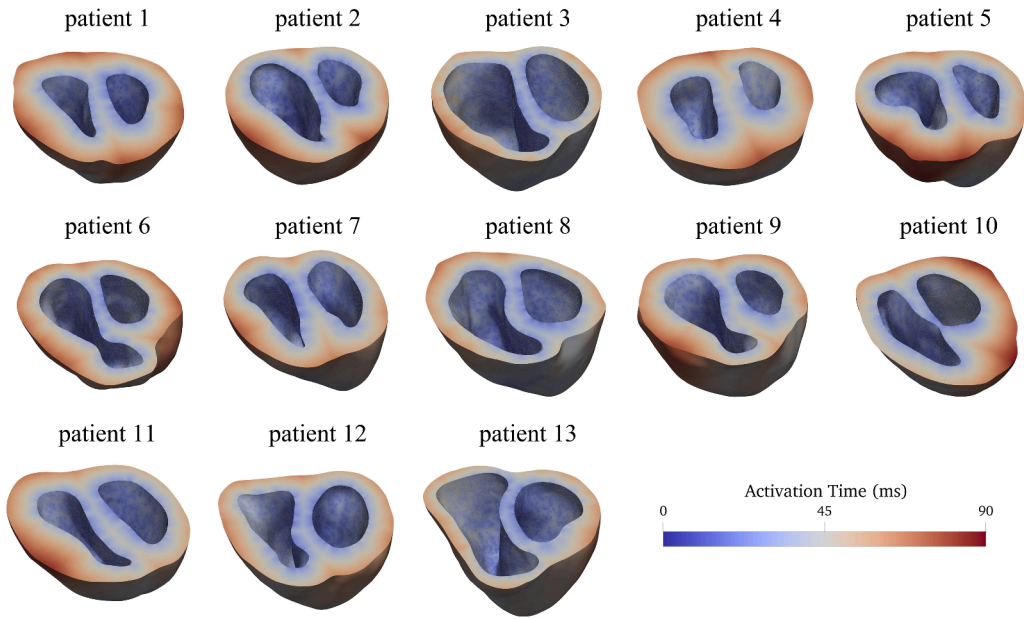 patient 1
patient 2
patient 3
patient 4
patient 5
patient 6
patient 7
patient 8
patient 9
patient 10
patient 11
patient 12
patient 13
Activation Time (ms)
0
45
90